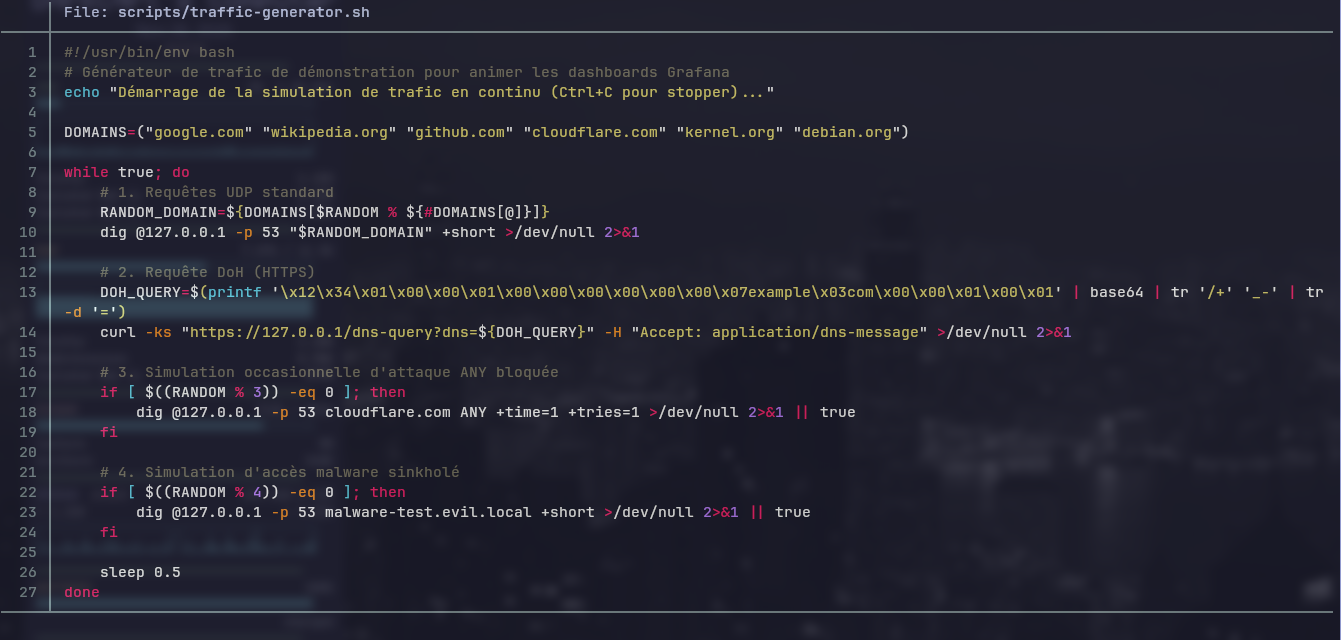 File: scripts/traffic-generator.sh
1 #!/usr/bin/env bash
2 # Générateur de trafic de démonstration pour animer les dashboards Grafana
3 echo "Démarrage de la simulation de trafic en continu (Ctrl+C pour stopper)..."
4
5 DOMAINS=("google.com" "wikipedia.org" "github.com" "cloudflare.com" "kernel.org" "debian.org")
6
7 while true; do
8     # 1. Requêtes UDP standard
9     RANDOM_DOMAIN=${DOMAINS[$RANDOM % ${#DOMAINS[@]}]}
10     dig @127.0.0.1 -p 53 "$RANDOM_DOMAIN" +short >/dev/null 2>&1
11
12     # 2. Requête DoH (HTTPS)
13     DOH_QUERY=$(printf '\x12\x34\x01\x00\x00\x01\x00\x00\x00\x00\x00\x00\x07example\x03com\x00\x00\x01\x00\x01' | base64 | tr '/+' '_-' | tr
-d '=')
14     curl -ks "https://127.0.0.1/dns-query?dns=${DOH_QUERY}" -H "Accept: application/dns-message" >/dev/null 2>&1
15
16     # 3. Simulation occasionnelle d'attaque ANY bloquée
17     if [ $((RANDOM % 3)) -eq 0 ]; then
18         dig @127.0.0.1 -p 53 cloudflare.com ANY +time=1 +tries=1 >/dev/null 2>&1 || true
19     fi
20
21     # 4. Simulation d'accès malware sinkholé
22     if [ $((RANDOM % 4)) -eq 0 ]; then
23         dig @127.0.0.1 -p 53 malware-test.evil.local +short >/dev/null 2>&1 || true
24     fi
25
26     sleep 0.5
27 done